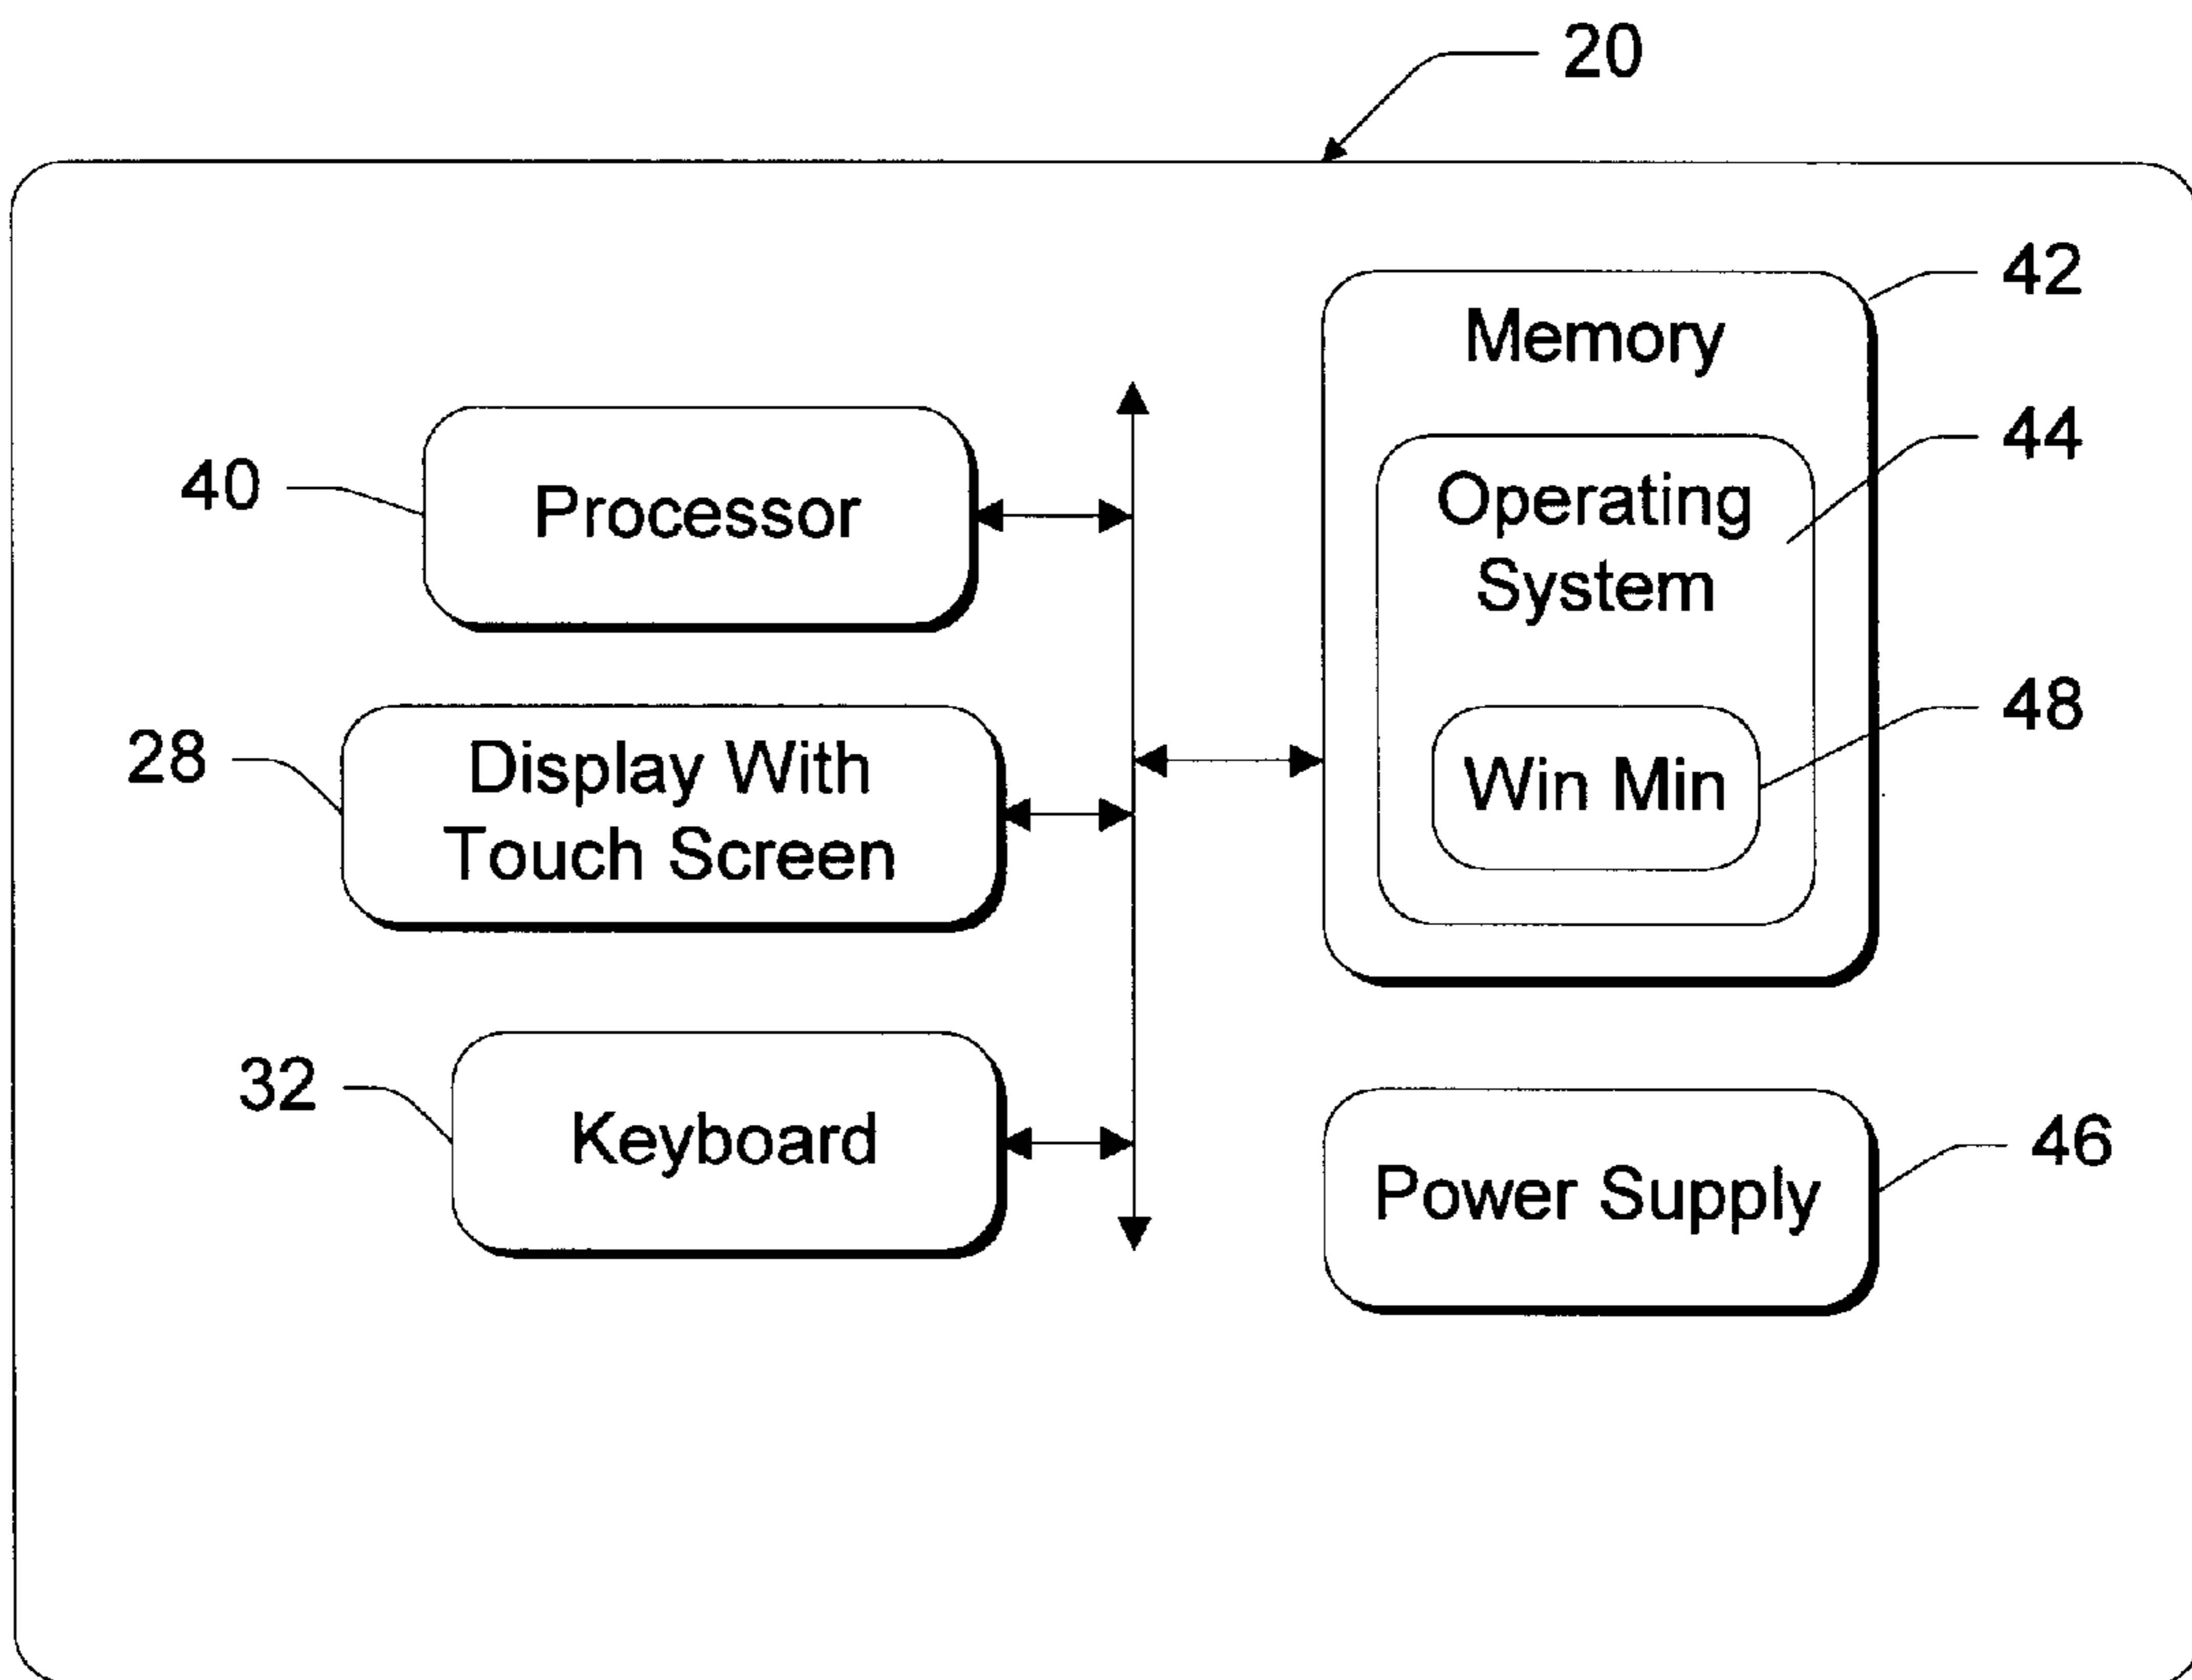 20
42
Memory
44
Operating
System
40
Processor
48
Win Min
28
Display With
Touch Screen
32
Keyboard
46
Power Supply